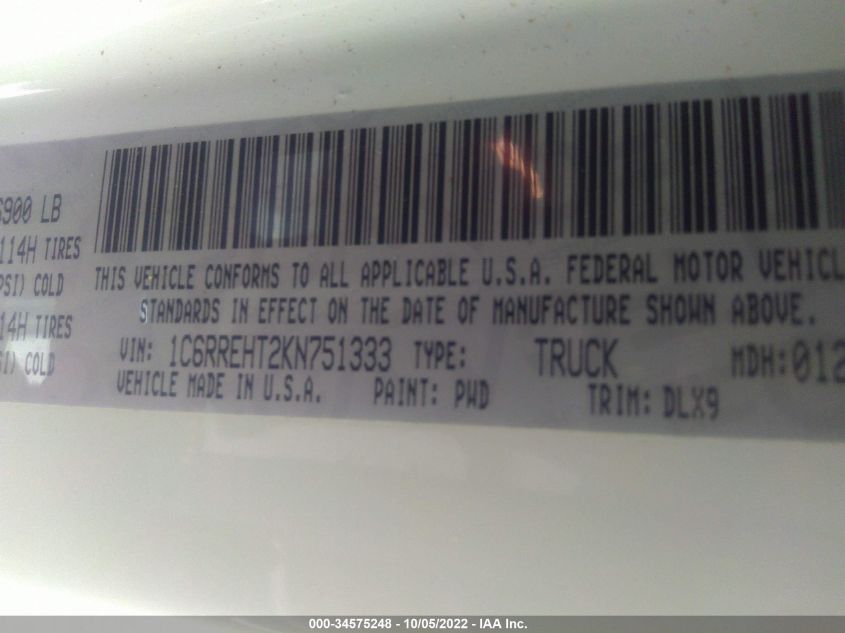 6900 LB
114H TIRES
PSI) COLD
14H TIRES
SI) COLD
THIS VEHICLE CONFORMS TO ALL APPLICABLE U.S.A. FEDERAL MOTOR VEHICL
STANDARDS IN EFFECT ON THE DATE OF MANUFACTURE SHOWN ABOVE.
VIN: 1C6RREHT2KN751333 TYPE: TRUCK MDH:012
VEHICLE MADE IN U.S.A. PAINT: PWD TRIM: DLX9
000-34575248 - 10/05/2022 - IAA Inc.